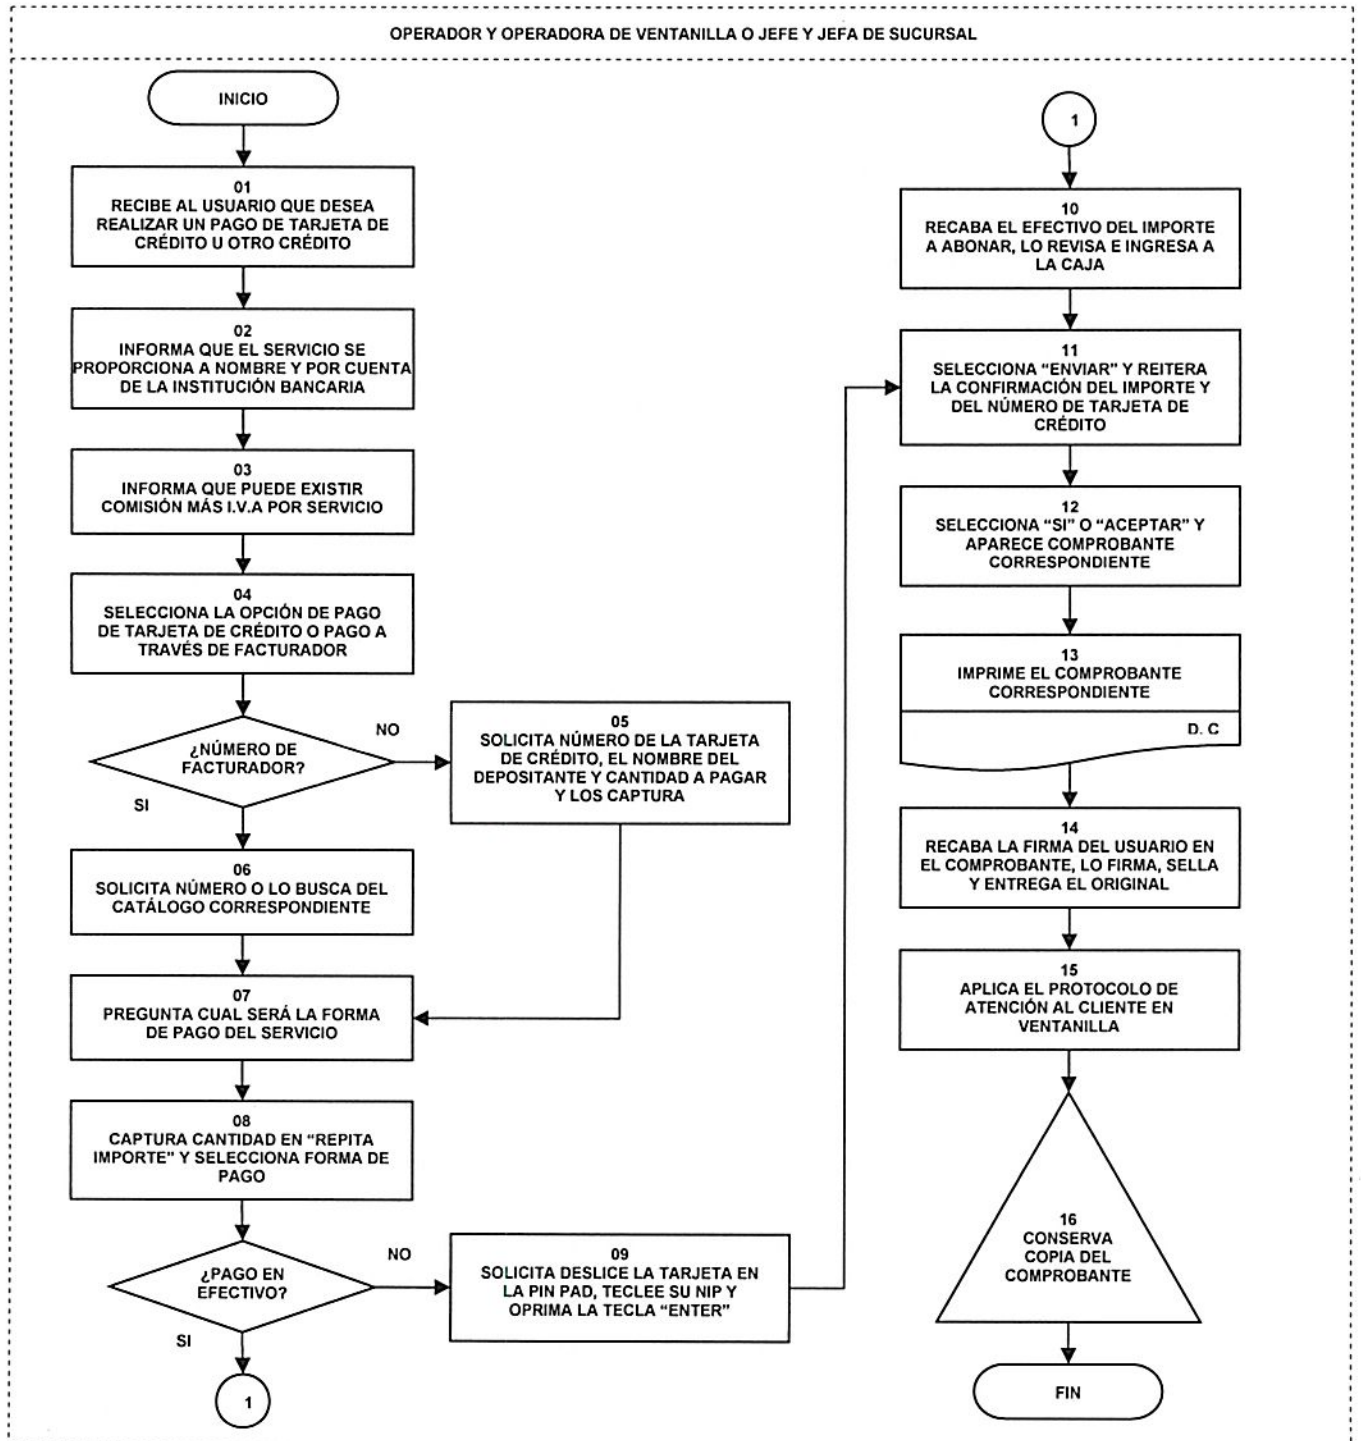 OPERADOR Y OPERADORA DE VENTANILLA O JEFE Y JEFA DE SUCURSAL
INICIO
01
RECIBE AL USUARIO QUE DESEA
REALIZAR UN PAGO DE TARJETA DE
CRÉDITO U OTRO CRÉDITO
02
INFORMA QUE EL SERVICIO SE
PROPORCIONA A NOMBRE Y POR CUENTA
DE LA INSTITUCIÓN BANCARIA
03
INFORMA QUE PUEDE EXISTIR
COMISIÓN MÁS I.V.A POR SERVICIO
04
SELECCIONA LA OPCIÓN DE PAGO
DE TARJETA DE CRÉDITO O PAGO A
TRAVÉS DE FACTURADOR
¿NÚMERO DE
FACTURADOR?
NO
SI
05
SOLICITA NÚMERO DE LA TARJETA
DE CRÉDITO, EL NOMBRE DEL
DEPOSITANTE Y CANTIDAD A PAGAR
Y LOS CAPTURA
06
SOLICITA NÚMERO O LO BUSCA DEL
CATÁLOGO CORRESPONDIENTE
07
PREGUNTA CUAL SERÁ LA FORMA
DE PAGO DEL SERVICIO
08
CAPTURA CANTIDAD EN “REPITA
IMPORTE” Y SELECCIONA FORMA DE
PAGO
¿PAGO EN
EFECTIVO?
NO
SI
09
SOLICITA DESLICE LA TARJETA EN
LA PIN PAD, TECLEE SU NIP Y
OPRIMA LA TECLA “ENTER”
1
1
10
RECABA EL EFECTIVO DEL IMPORTE
A ABONAR, LO REVISA E INGRESA A
LA CAJA
11
SELECCIONA “ENVIAR” Y REITERA
LA CONFIRMACIÓN DEL IMPORTE Y
DEL NÚMERO DE TARJETA DE
CRÉDITO
12
SELECCIONA “SI” O “ACEPTAR” Y
APARECE COMPROBANTE
CORRESPONDIENTE
13
IMPRIME EL COMPROBANTE
CORRESPONDIENTE
D. C
14
RECABA LA FIRMA DEL USUARIO EN
EL COMPROBANTE, LO FIRMA, SELLA
Y ENTREGA EL ORIGINAL
15
APLICA EL PROTOCOLO DE
ATENCIÓN AL CLIENTE EN
VENTANILLA
16
CONSERVA
COPIA DEL
COMPROBANTE
FIN